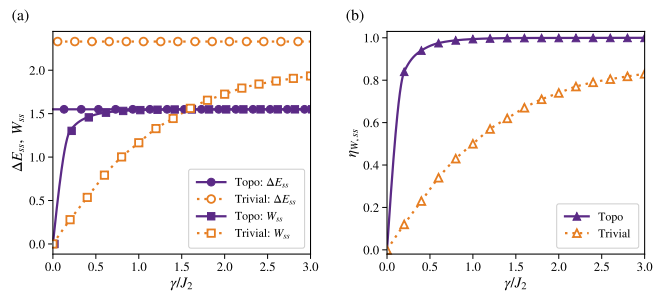 (a)
(b)
ΔE_ss, W_ss
2.0
1.5
1.0
0.5
0.0
Topo: ΔE_ss
Trivial: ΔE_ss
Topo: W_ss
Trivial: W_ss
0.0 0.5 1.0 1.5 2.0 2.5 3.0
γ/J_2
η_W,ss
1.0
0.8
0.6
0.4
0.2
0.0
Topo
Trivial
0.0 0.5 1.0 1.5 2.0 2.5 3.0
γ/J_2